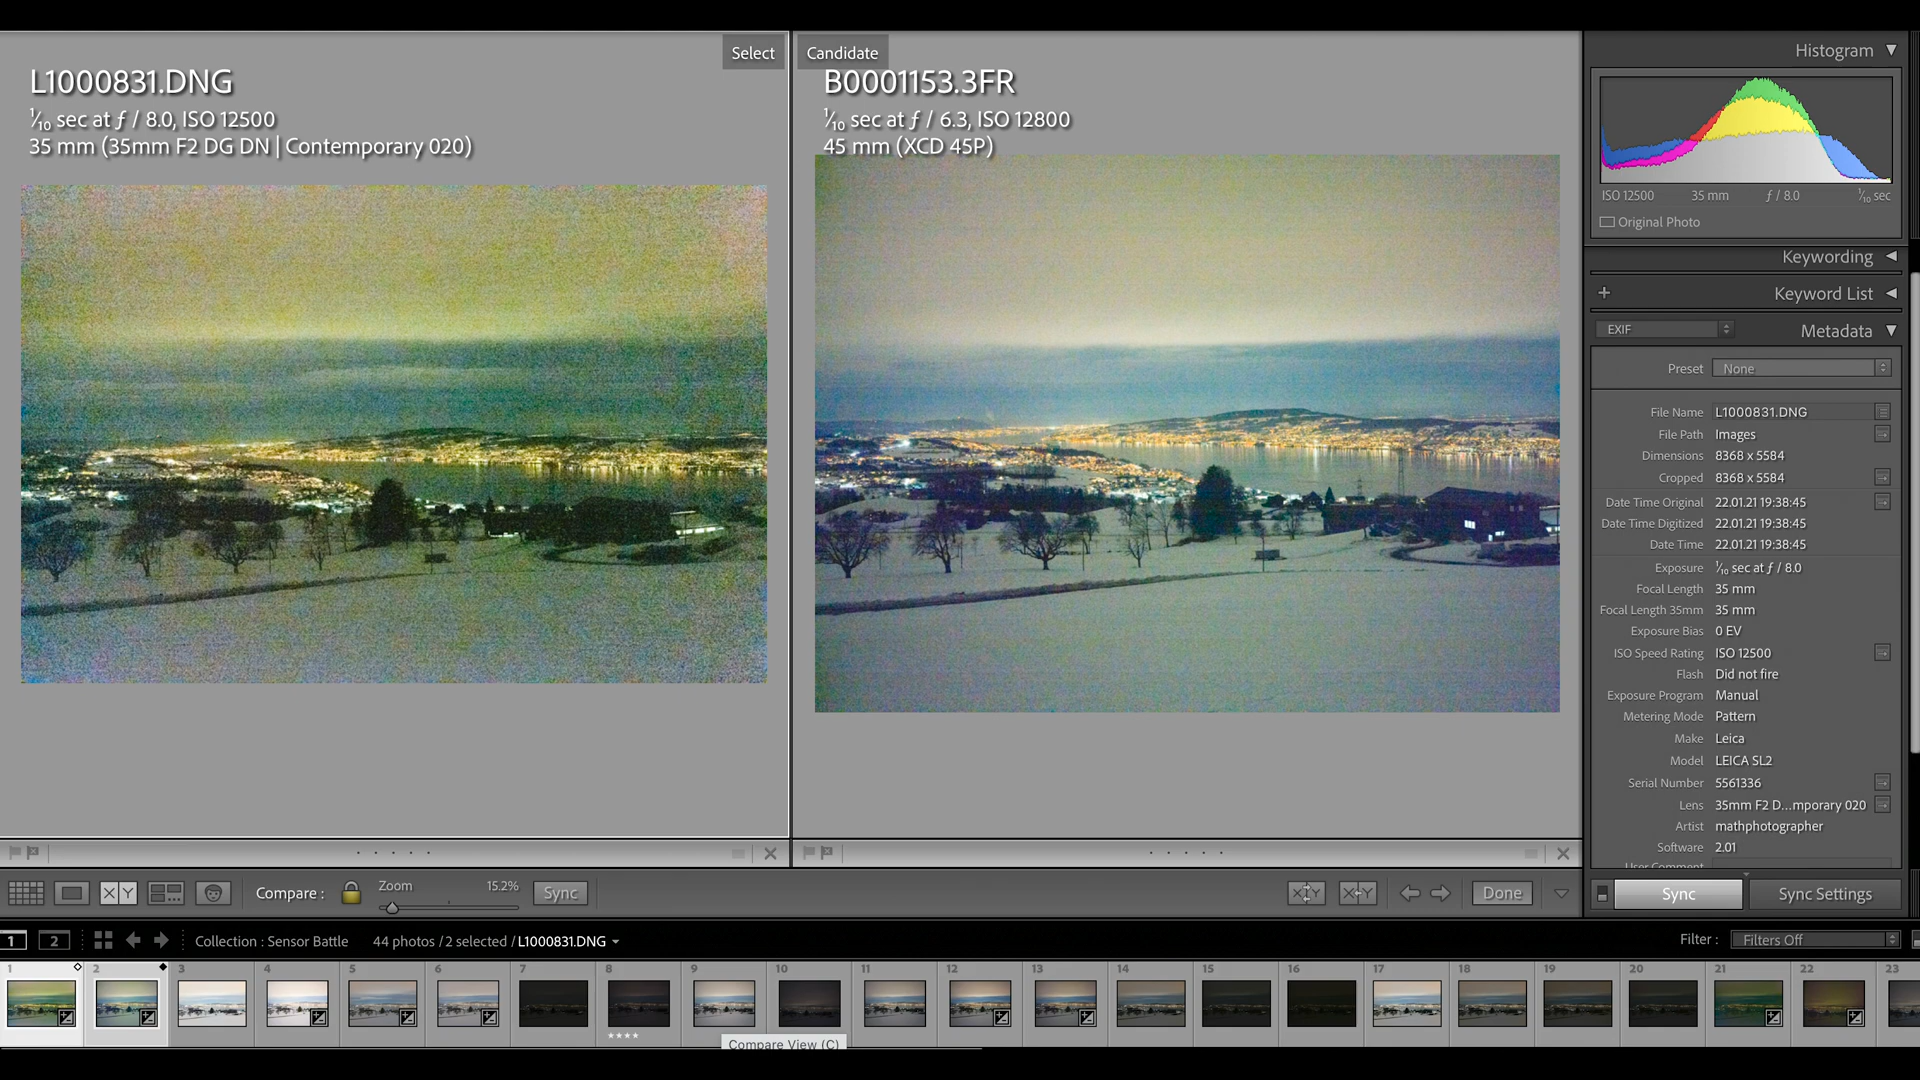 Select
L1000831.DNG
1/10 sec at ƒ / 8.0, ISO 12500
35 mm (35mm F2 DG DN | Contemporary 020)
Candidate
B0001153.3FR
1/10 sec at ƒ / 6.3, ISO 12800
45 mm (XCD 45P)
Histogram
ISO 12500 35 mm ƒ / 8.0 1/10 sec
Original Photo
Keywording
+ Keyword List
EXIF Metadata
Preset None
File Name L1000831.DNG
File Path Images
Dimensions 8368 x 5584
Cropped 8368 x 5584
Date Time Original 22.01.21 19:38:45
Date Time Digitized 22.01.21 19:38:45
Date Time 22.01.21 19:38:45
Exposure 1/10 sec at ƒ / 8.0
Focal Length 35 mm
Focal Length 35mm 35 mm
Exposure Bias 0 EV
ISO Speed Rating ISO 12500
Flash Did not fire
Exposure Program Manual
Metering Mode Pattern
Make Leica
Model LEICA SL2
Serial Number 5561336
Lens 35mm F2 D...mporary 020
Artist mathphotographer
Software 2.01
User Comment
XY Compare : Zoom 15.2% Sync
XY XY Done
Sync Sync Settings
1 2 Collection : Sensor Battle 44 photos / 2 selected / L1000831.DNG
Filter : Filters Off
1 2 3 4 5 6 7 8 9 10 11 12 13 14 15 16 17 18 19 20 21 22 23
Compare View (C)